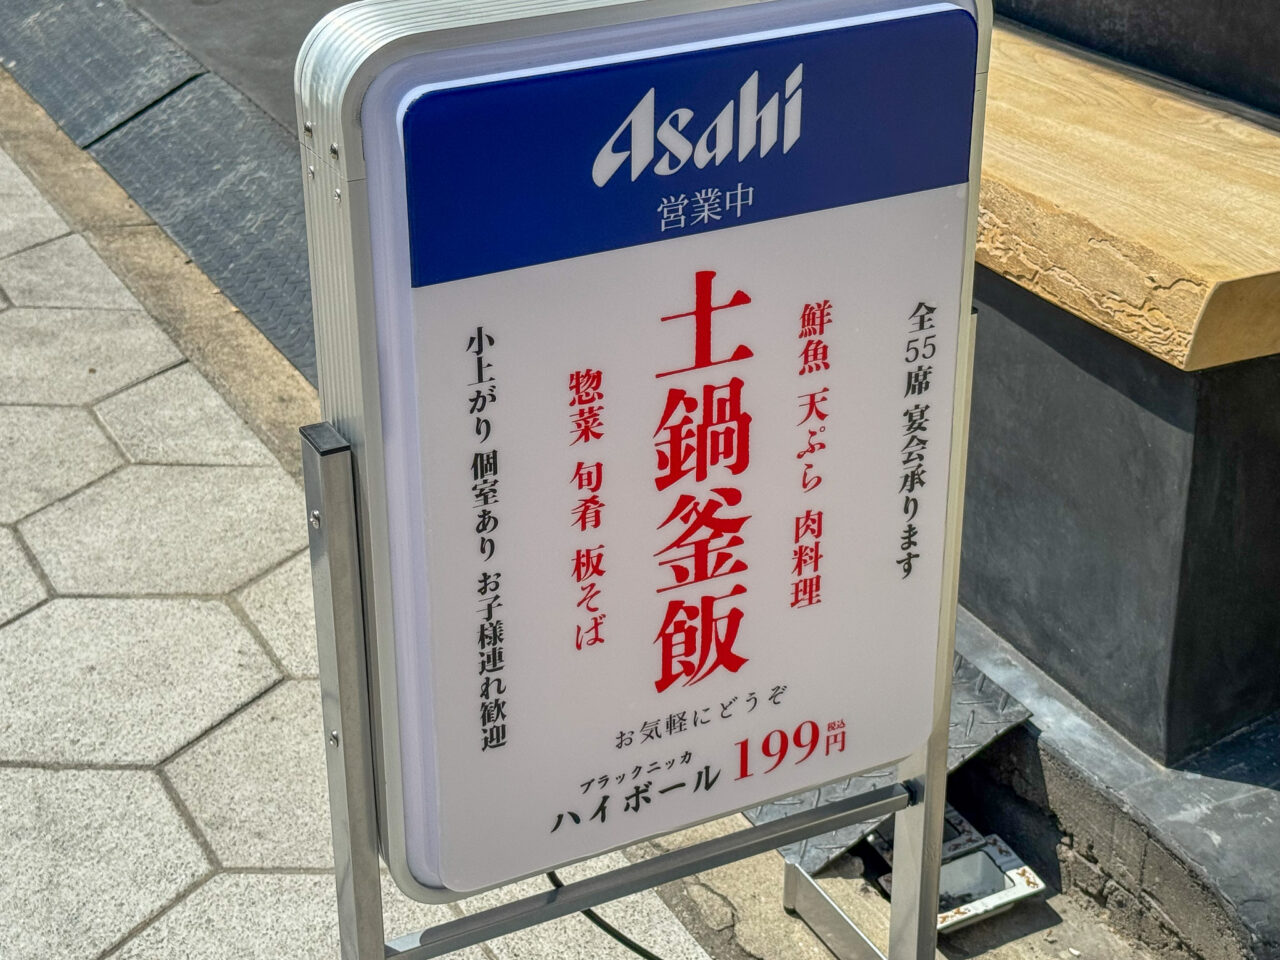 Asahi
営業中
全55席 宴会承ります
鮮魚 天ぷら 肉料理
土鍋釜飯
惣菜 旬肴 板そば
小上がり 個室あり お子様連れ歓迎
お気軽にどうぞ
ブラックニッカ
ハイボール 199円 税込